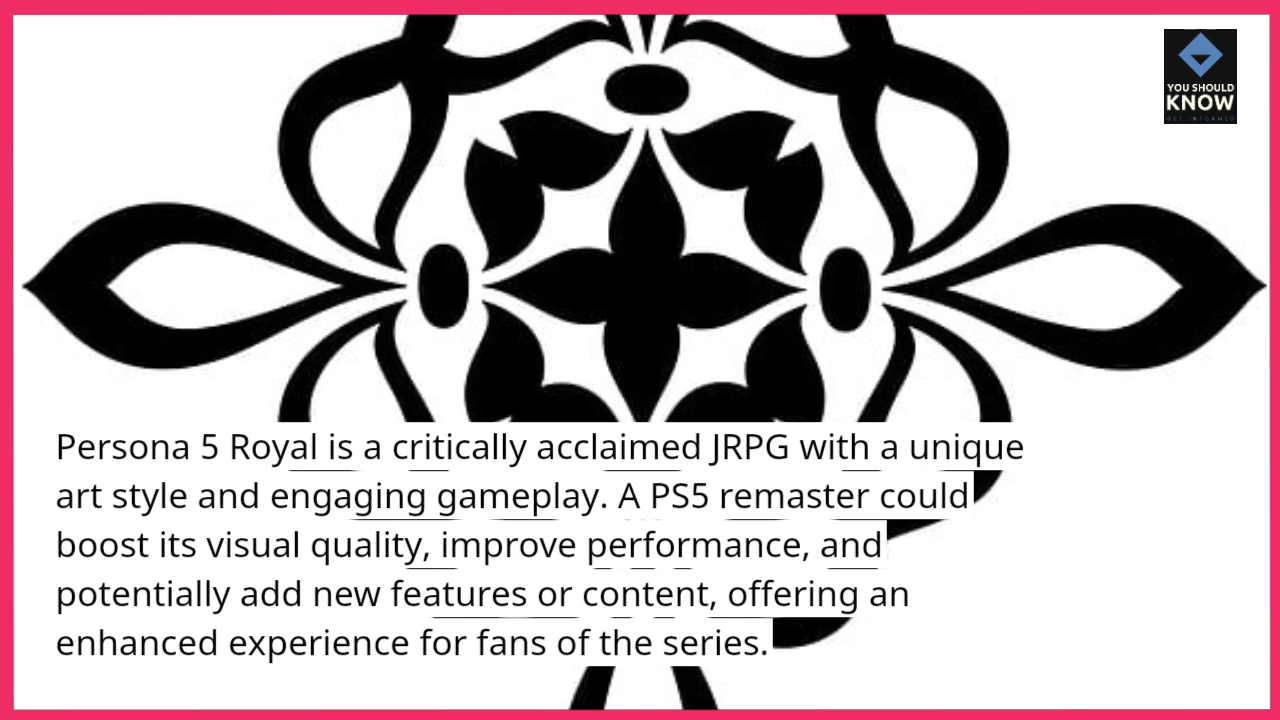 YOU SHOULD
KNOW
GET INFORMED
Persona 5 Royal is a critically acclaimed JRPG with a unique
art style and engaging gameplay. A PS5 remaster could
boost its visual quality, improve performance, and
potentially add new features or content, offering an
enhanced experience for fans of the series.